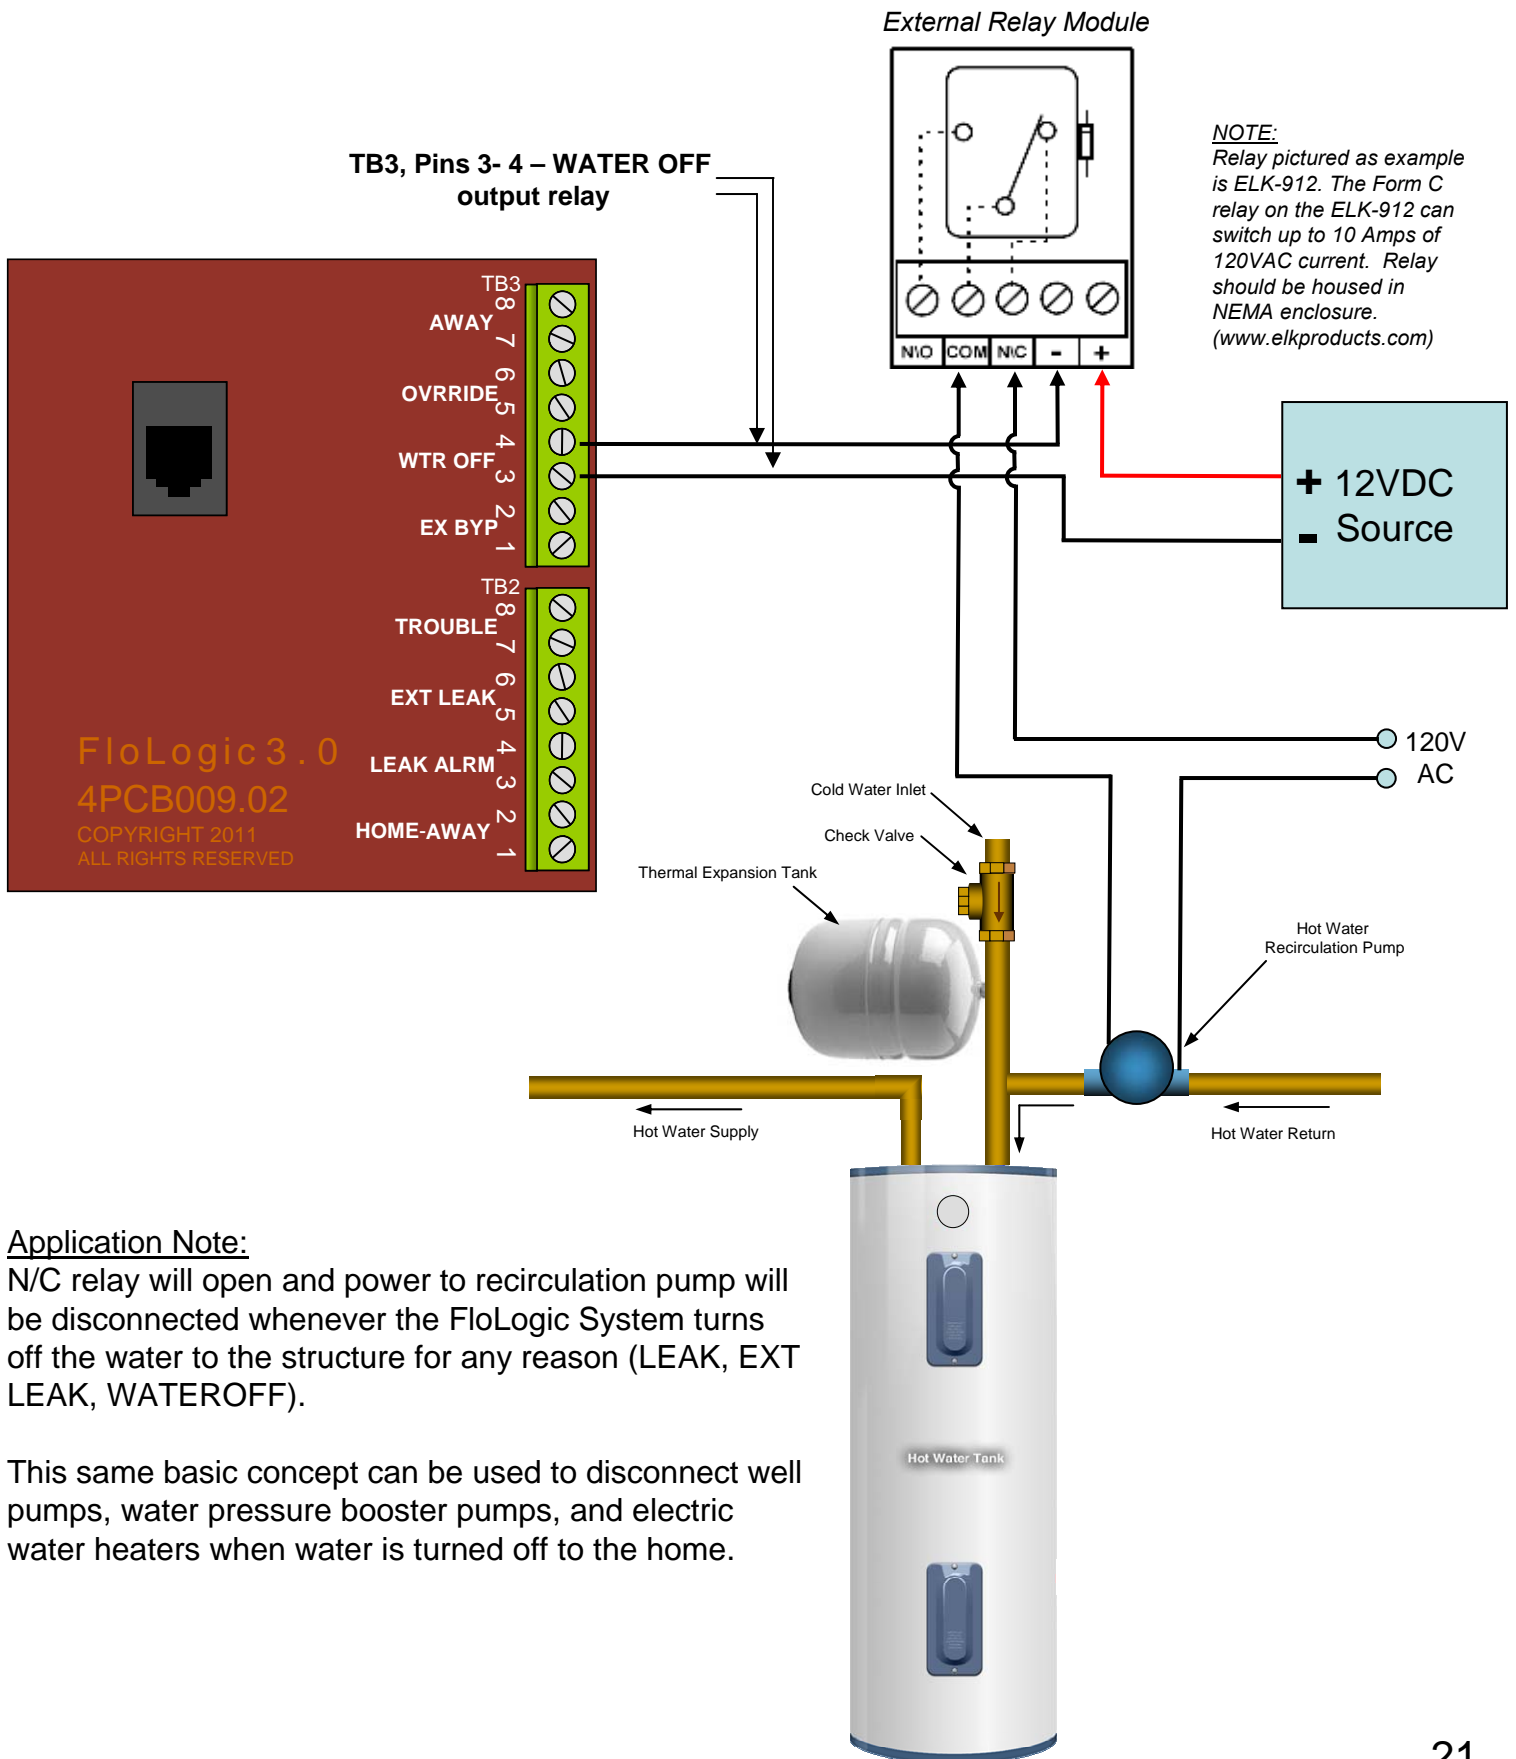 External Relay Module
NOTE:
Relay pictured as example
is ELK-912. The Form C
relay on the ELK-912 can
switch up to 10 Amps of
120VAC current. Relay
should be housed in
NEMA enclosure.
(www.elkproducts.com)
TB3, Pins 3- 4 – WATER OFF
output relay
N\O COM N\C - +
TB3
8
AWAY
7
6
OVRRIDE
5
4
WTR OFF
3
2
EX BYP
1
TB2
8
TROUBLE
7
6
EXT LEAK
5
4
LEAK ALRM
3
2
HOME-AWAY
1
FloLogic 3.0
4PCB009.02
COPYRIGHT 2011
ALL RIGHTS RESERVED
+ 12VDC
- Source
120V
AC
Cold Water Inlet
Check Valve
Thermal Expansion Tank
Hot Water
Recirculation Pump
Hot Water Supply
Hot Water Return
Hot Water Tank
Application Note:
N/C relay will open and power to recirculation pump will
be disconnected whenever the FloLogic System turns
off the water to the structure for any reason (LEAK, EXT
LEAK, WATEROFF).
This same basic concept can be used to disconnect well
pumps, water pressure booster pumps, and electric
water heaters when water is turned off to the home.
21